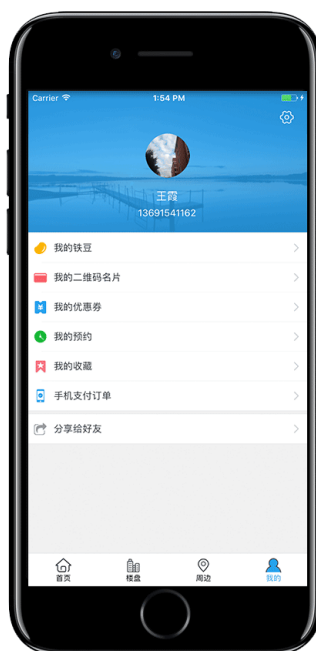 Carrier 1:54 PM
王霞
13691541162
我的铁豆
我的二维码名片
我的优惠券
我的预约
我的收藏
手机支付订单
分享给好友
首页 楼盘 周边 我的